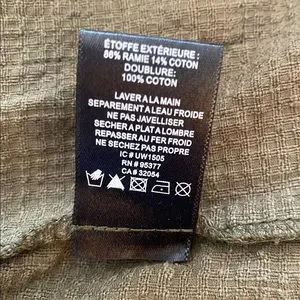 ÉTOFFE EXTÉRIEURE :
86% RAMIE 14% COTON
DOUBLURE:
100% COTON
LAVER A LA MAIN
SEPAREMENT A LEAU FROIDE
NE PAS JAVELLISER
SECHER A PLAT A LOMBRE
REPASSER AU FER FROID
NE SECHEZ PAS PROPRE
IC # UW1505
RN # 95377
CA # 32054